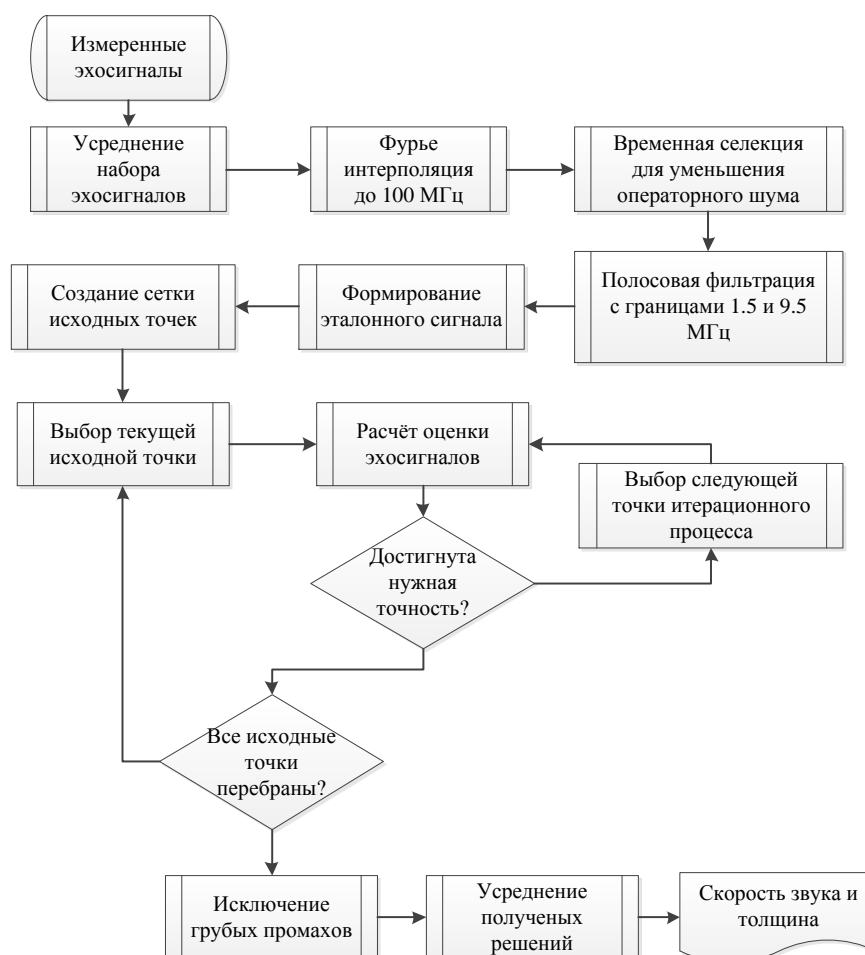 Измеренные
эхосигналы
Усреднение
набора
эхосигналов
Фурье
интерполяция
до 100 МГц
Временная селекция
для уменьшения
операторного шума
Полосовая фильтрация
с границами 1.5 и 9.5
МГц
Формирование
эталонного сигнала
Создание сетки
исходных точек
Выбор текущей
исходной точки
Расчёт оценки
эхосигналов
Выбор следующей
точки итерационного
процесса
Достигнута
нужная
точность?
Все исходные
точки
перебраны?
Исключение
грубых промахов
Усреднение
полученых
решений
Скорость звука и
толщина